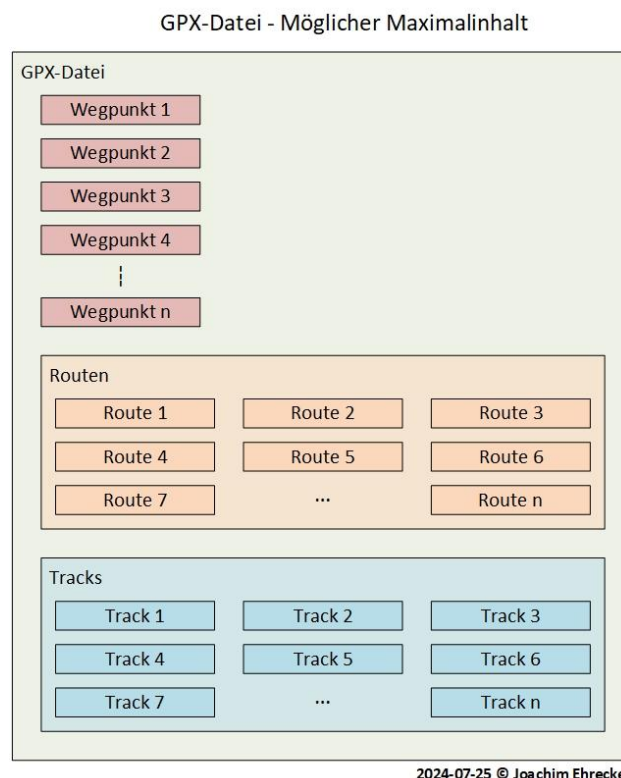 GPX-Datei - Möglicher Maximalinhalt
GPX-Datei
Wegpunkt 1
Wegpunkt 2
Wegpunkt 3
Wegpunkt 4
Wegpunkt n
Routen
Route 1 Route 2 Route 3
Route 4 Route 5 Route 6
Route 7 ... Route n
Tracks
Track 1 Track 2 Track 3
Track 4 Track 5 Track 6
Track 7 ... Track n
2024-07-25 © Joachim Ehrecke